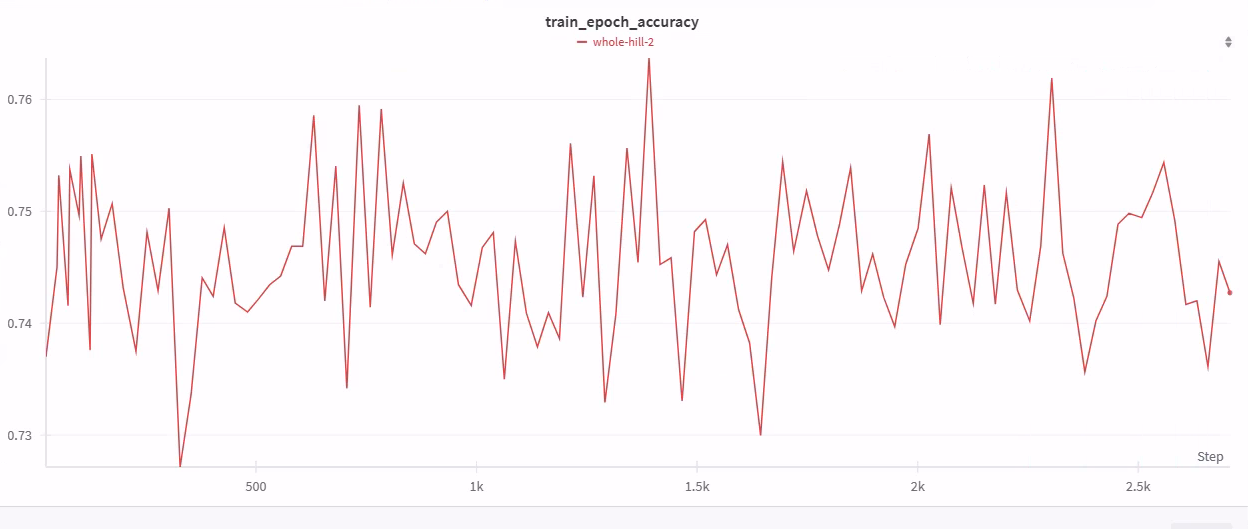 train_epoch_accuracy
whole-hill-2
0.76
0.75
0.74
0.73
Step
500 1k 1.5k 2k 2.5k